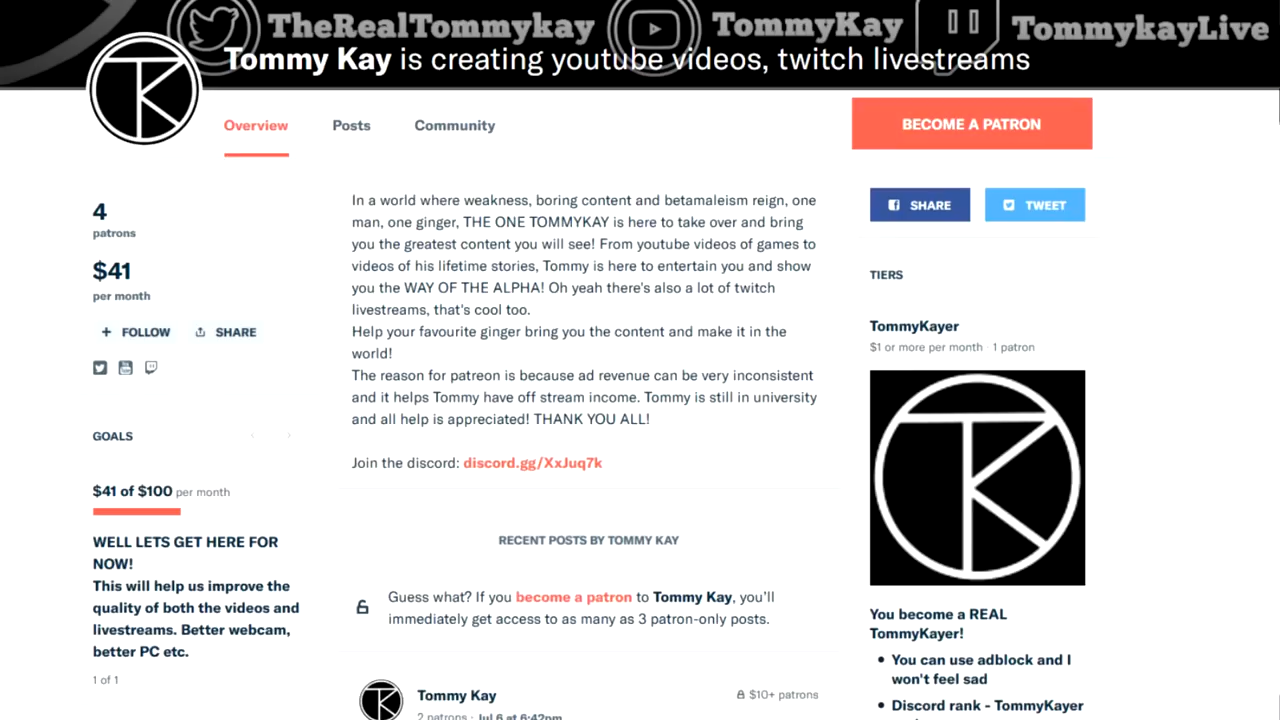 TheRealTommykay TommyKay TommykayLive
Tommy Kay is creating youtube videos, twitch livestreams
Overview Posts Community
BECOME A PATRON
4
patrons
$41
per month
+ FOLLOW SHARE
GOALS
$41 of $100 per month
WELL LETS GET HERE FOR
NOW!
This will help us improve the
quality of both the videos and
livestreams. Better webcam,
better PC etc.
1 of 1
In a world where weakness, boring content and betamaleism reign, one
man, one ginger, THE ONE TOMMYKAY is here to take over and bring
you the greatest content you will see! From youtube videos of games to
videos of his lifetime stories, Tommy is here to entertain you and show
you the WAY OF THE ALPHA! Oh yeah there's also a lot of twitch
livestreams, that's cool too.
Help your favourite ginger bring you the content and make it in the
world!
The reason for patreon is because ad revenue can be very inconsistent
and it helps Tommy have off stream income. Tommy is still in university
and all help is appreciated! THANK YOU ALL!
Join the discord: discord.gg/XxJuq7k
RECENT POSTS BY TOMMY KAY
Guess what? If you become a patron to Tommy Kay, you'll
immediately get access to as many as 3 patron-only posts.
Tommy Kay
$10+ patrons
2 patrons · Jul 6 at 6:42pm
SHARE TWEET
TIERS
TommyKayer
$1 or more per month · 1 patron
TK
You become a REAL
TommyKayer!
• You can use adblock and I
won't feel sad
• Discord rank - TommyKayer